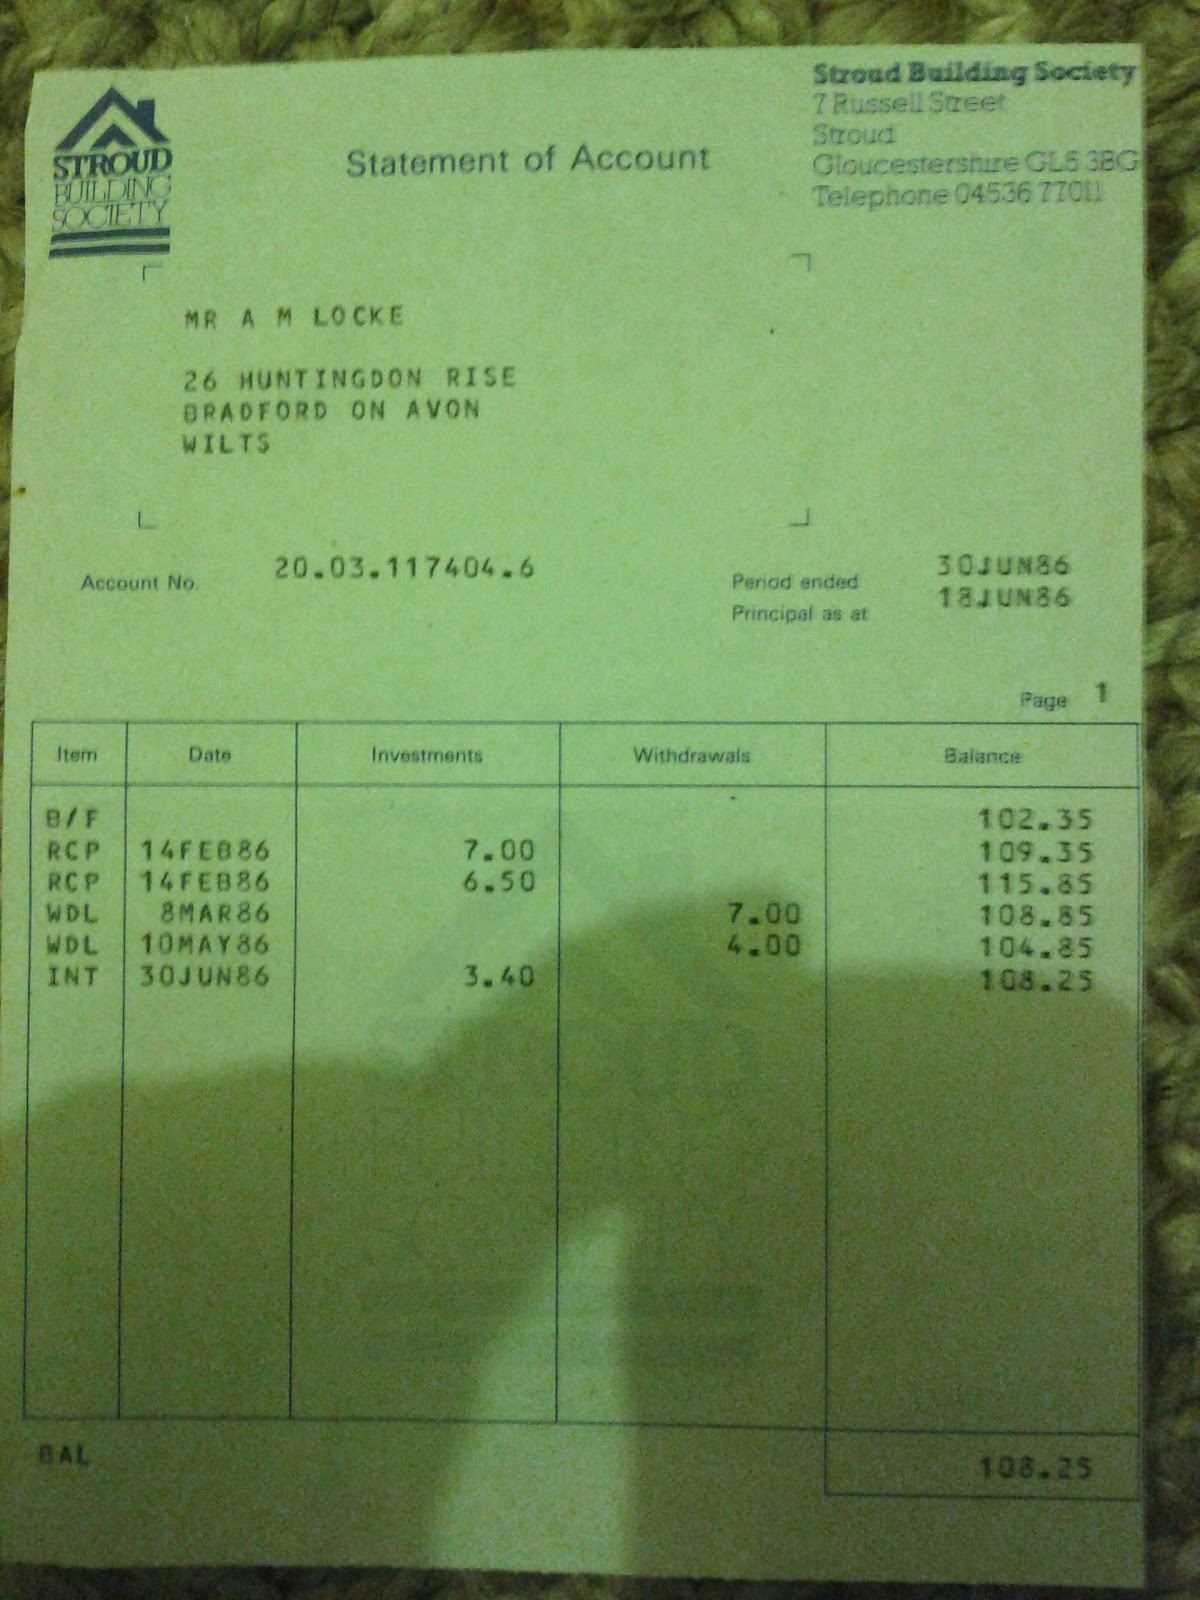 STROUD
BUILDING
SOCIETY
Statement of Account
Stroud Building Society
7 Russell Street
Stroud
Gloucestershire GL5 3BG
Telephone 04536 77011
MR A M LOCKE
26 HUNTINGDON RISE
BRADFORD ON AVON
WILTS
Account No. 20.03.117404.6
Period ended 30JUN86
Principal as at 18JUN86
Page 1
Item Date Investments Withdrawals Balance
B/F 102.35
RCP 14FEB86 7.00 109.35
RCP 14FEB86 6.50 115.85
WDL 8MAR86 7.00 108.85
WDL 10MAY86 4.00 104.85
INT 30JUN86 3.40 108.25
BAL 108.25